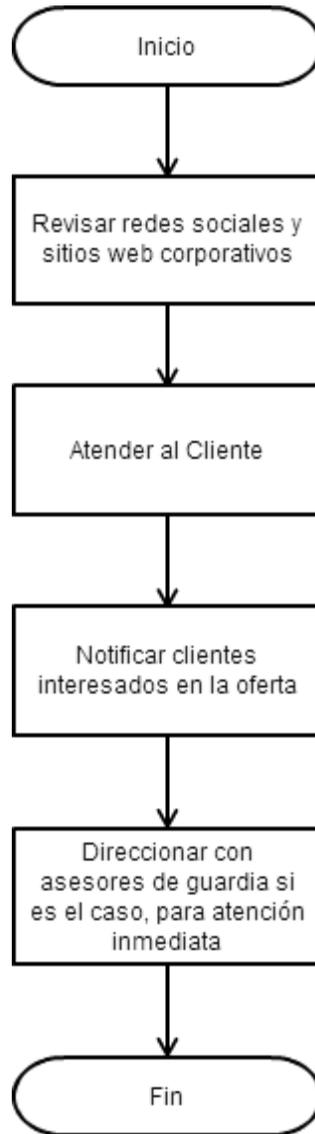 Inicio
Revisar redes sociales y
sitios web corporativos
Atender al Cliente
Notificar clientes
interesados en la oferta
Direccionar con
asesores de guardia si
es el caso, para atención
inmediata
Fin